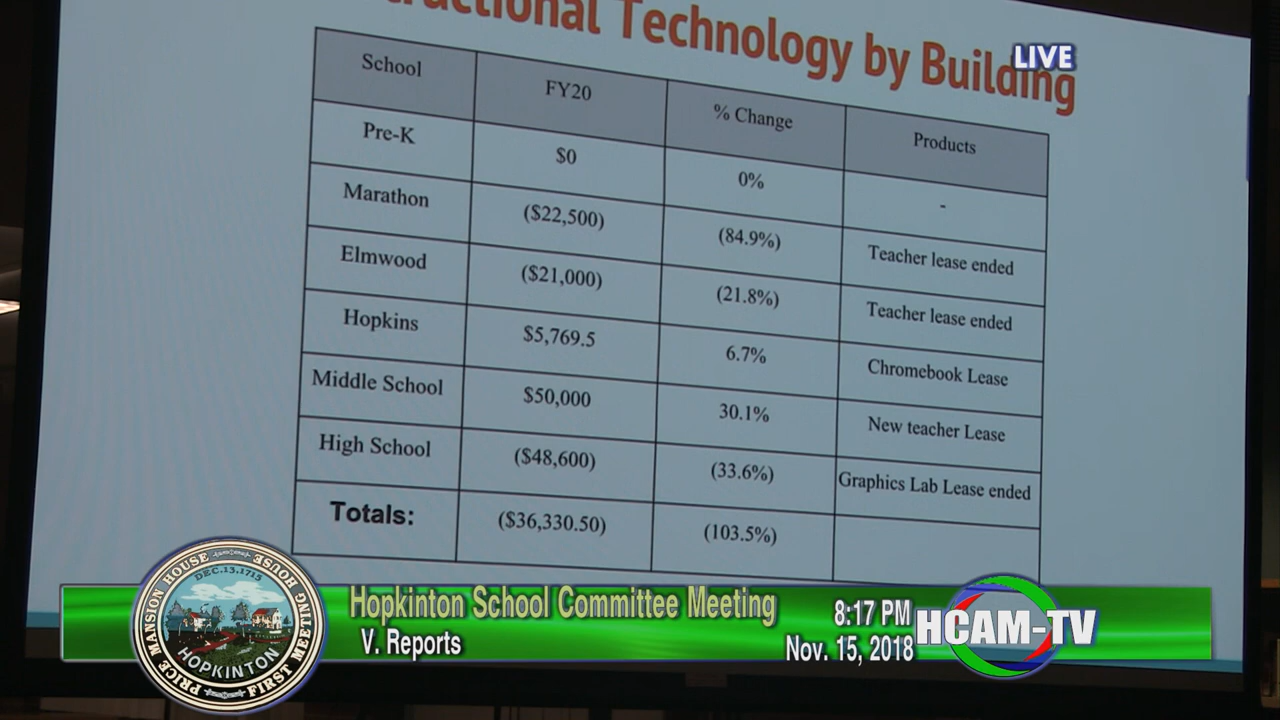 ructional Technology by Building
LIVE
School FY20 % Change Products
Pre-K $0 0% -
Marathon ($22,500) (84.9%) Teacher lease ended
Elmwood ($21,000) (21.8%) Teacher lease ended
Hopkins $5,769.5 6.7% Chromebook Lease
Middle School $50,000 30.1% New teacher Lease
High School ($48,600) (33.6%) Graphics Lab Lease ended
Totals: ($36,330.50) (103.5%)
Hopkinton School Committee Meeting
V. Reports
8:17 PM
Nov. 15, 2018
HCAM-TV
PRICE MANSION HOUSE
FIRST MEETING HOUSE
DEC.13.1715
HOPKINTON